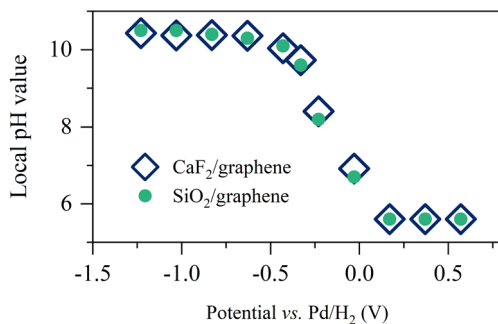 10
8
6
Local pH value
CaF₂/graphene
SiO₂/graphene
-1.5 -1.0 -0.5 0.0 0.5
Potential vs. Pd/H₂ (V)